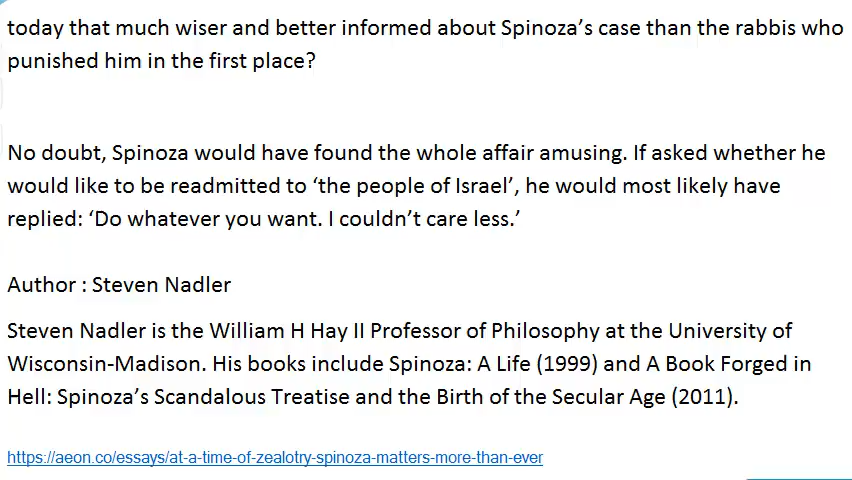 today that much wiser and better informed about Spinoza’s case than the rabbis who
punished him in the first place?
No doubt, Spinoza would have found the whole affair amusing. If asked whether he
would like to be readmitted to ‘the people of Israel’, he would most likely have
replied: ‘Do whatever you want. I couldn’t care less.’
Author : Steven Nadler
Steven Nadler is the William H Hay II Professor of Philosophy at the University of
Wisconsin-Madison. His books include Spinoza: A Life (1999) and A Book Forged in
Hell: Spinoza’s Scandalous Treatise and the Birth of the Secular Age (2011).
https://aeon.co/essays/at-a-time-of-zealotry-spinoza-matters-more-than-ever